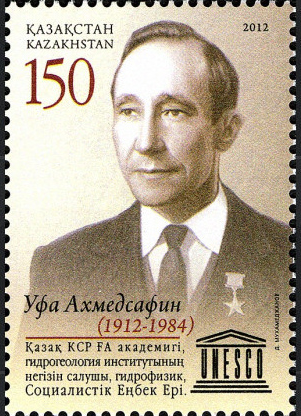 ҚАЗАҚСТАН 2012
KAZAKHSTAN
150
Уфа Ахмедсафин
(1912-1984)
Қазақ КСР ҒА академигі,
гидрогеология институтының
негізін салушы, гидрофизик,
Социалистік Еңбек Ері.
UNESCO
Д. МУХАМЕДЖАНОВ